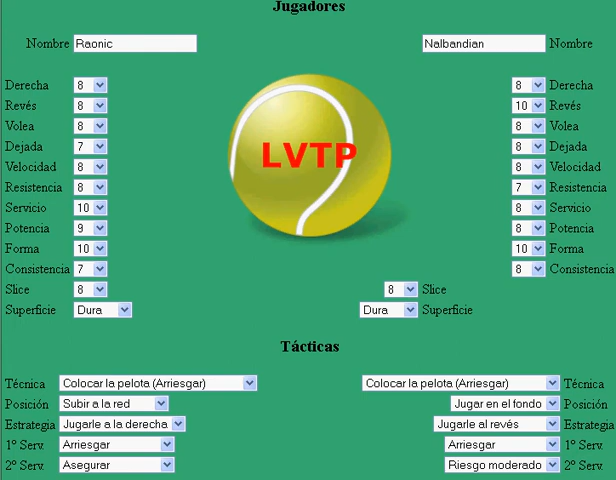 Jugadores
Nombre Raonic Nalbandian Nombre
Derecha 8 8 Derecha
Revés 8 10 Revés
Volea 8 8 Volea
Dejada 7 8 Dejada
LVTP
Velocidad 8 8 Velocidad
Resistencia 8 7 Resistencia
Servicio 10 8 Servicio
Potencia 9 8 Potencia
Forma 10 10 Forma
Consistencia 7 8 Consistencia
Slice 8 8 Slice
Superficie Dura Dura Superficie
Tácticas
Técnica Colocar la pelota (Arriesgar) Colocar la pelota (Arriesgar) Técnica
Posición Subir a la red Jugar en el fondo Posición
Estrategia Jugarle a la derecha Jugarle al revés Estrategia
1º Serv. Arriesgar Arriesgar 1º Serv.
2º Serv. Asegurar Riesgo moderado 2º Serv.